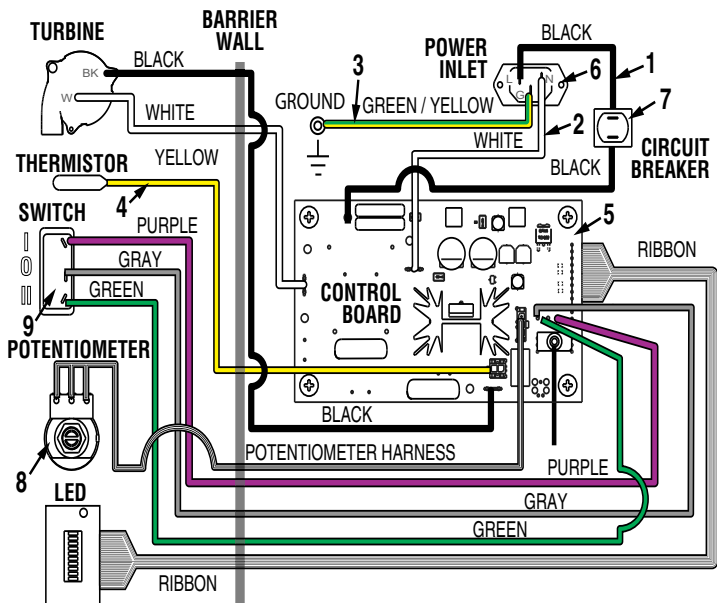 TURBINE
BLACK
BARRIER
WALL
BK
W
WHITE
POWER
INLET
BLACK
L
N
G
6
1
7
3
GROUND
GREEN / YELLOW
2
WHITE
CIRCUIT
BREAKER
BLACK
THERMISTOR
YELLOW
4
SWITCH
I
O
II
PURPLE
GRAY
GREEN
9
5
RIBBON
CONTROL
BOARD
POTENTIOMETER
8
BLACK
POTENTIOMETER HARNESS
PURPLE
GRAY
GREEN
LED
RIBBON